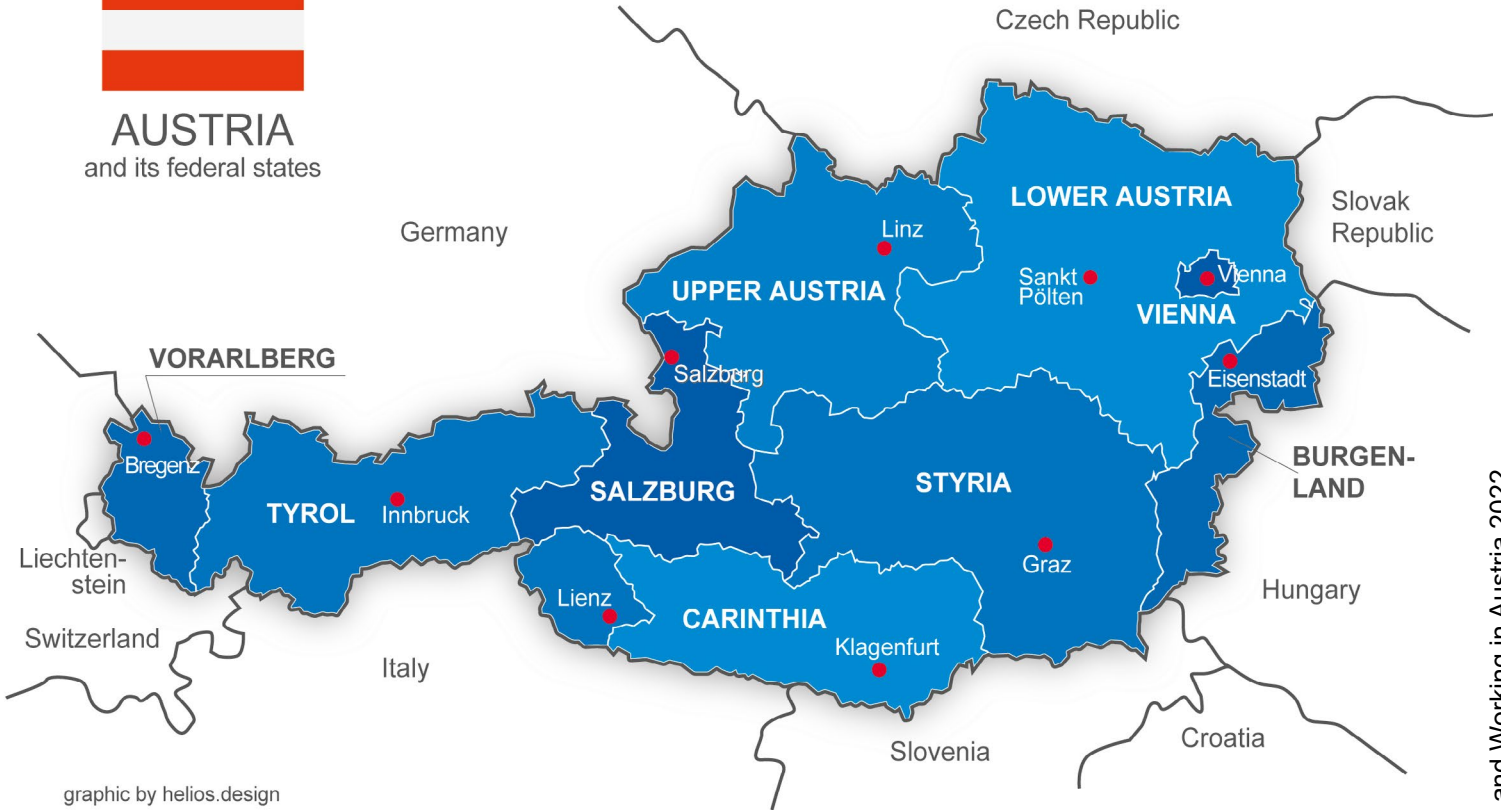 AUSTRIA
and its federal states
Czech Republic
Germany
Slovak
Republic
LOWER AUSTRIA
Linz
Sankt
Pölten
Vienna
VIENNA
UPPER AUSTRIA
Salzburg
Eisenstadt
VORARLBERG
Bregenz
TYROL
Innbruck
SALZBURG
STYRIA
BURGEN-
LAND
Graz
Liechten-
stein
Switzerland
Italy
Lienz
CARINTHIA
Klagenfurt
Hungary
Slovenia
Croatia
graphic by helios.design
and Working in Austria 2022